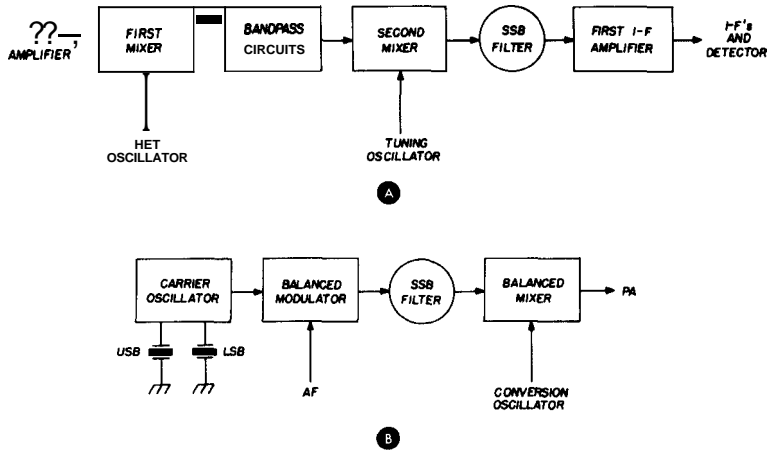 ??—,
AMPLIFIER
FIRST
MIXER
BANDPASS
CIRCUITS
SECOND
MIXER
SSB
FILTER
FIRST I-F
AMPLIFIER
I-F's
AND
DETECTOR
HET
OSCILLATOR
TUNING
OSCILLATOR
A
CARRIER
OSCILLATOR
BALANCED
MODULATOR
SSB
FILTER
BALANCED
MIXER
PA
USB
LSB
AF
CONVERSION
OSCILLATOR
B